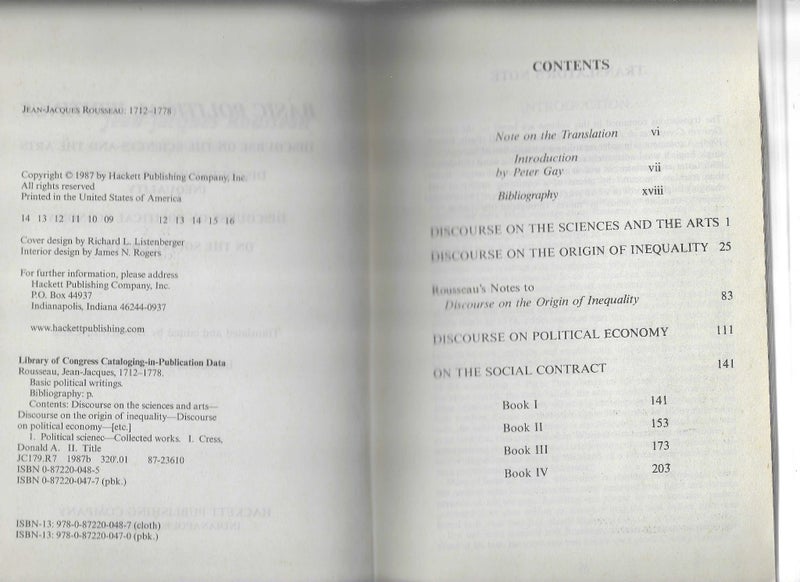 JEAN-JACQUES ROUSSEAU: 1712–1778
Copyright © 1987 by Hackett Publishing Company, Inc.
All rights reserved
Printed in the United States of America
14 13 12 11 10 09 12 13 14 15 16
Cover design by Richard L. Listenberger
Interior design by James N. Rogers
For further information, please address
Hackett Publishing Company, Inc.
P.O. Box 44937
Indianapolis, Indiana 46244-0937
www.hackettpublishing.com
Library of Congress Cataloging-in-Publication Data
Rousseau, Jean-Jacques, 1712–1778.
Basic political writings.
Bibliography: p.
Contents: Discourse on the sciences and arts—
Discourse on the origin of inequality—Discourse
on political economy—[etc.]
1. Political science—Collected works. I. Cress,
Donald A. II. Title
JC179.R7 1987b 320'.01 87-23610
ISBN 0-87220-048-5
ISBN 0-87220-047-7 (pbk.)
ISBN-13: 978-0-87220-048-7 (cloth)
ISBN-13: 978-0-87220-047-0 (pbk.)
CONTENTS
Note on the Translation vi
Introduction
by Peter Gay vii
Bibliography xviii
DISCOURSE ON THE SCIENCES AND THE ARTS 1
DISCOURSE ON THE ORIGIN OF INEQUALITY 25
Rousseau's Notes to
Discourse on the Origin of Inequality 83
DISCOURSE ON POLITICAL ECONOMY 111
ON THE SOCIAL CONTRACT 141
Book I 141
Book II 153
Book III 173
Book IV 203